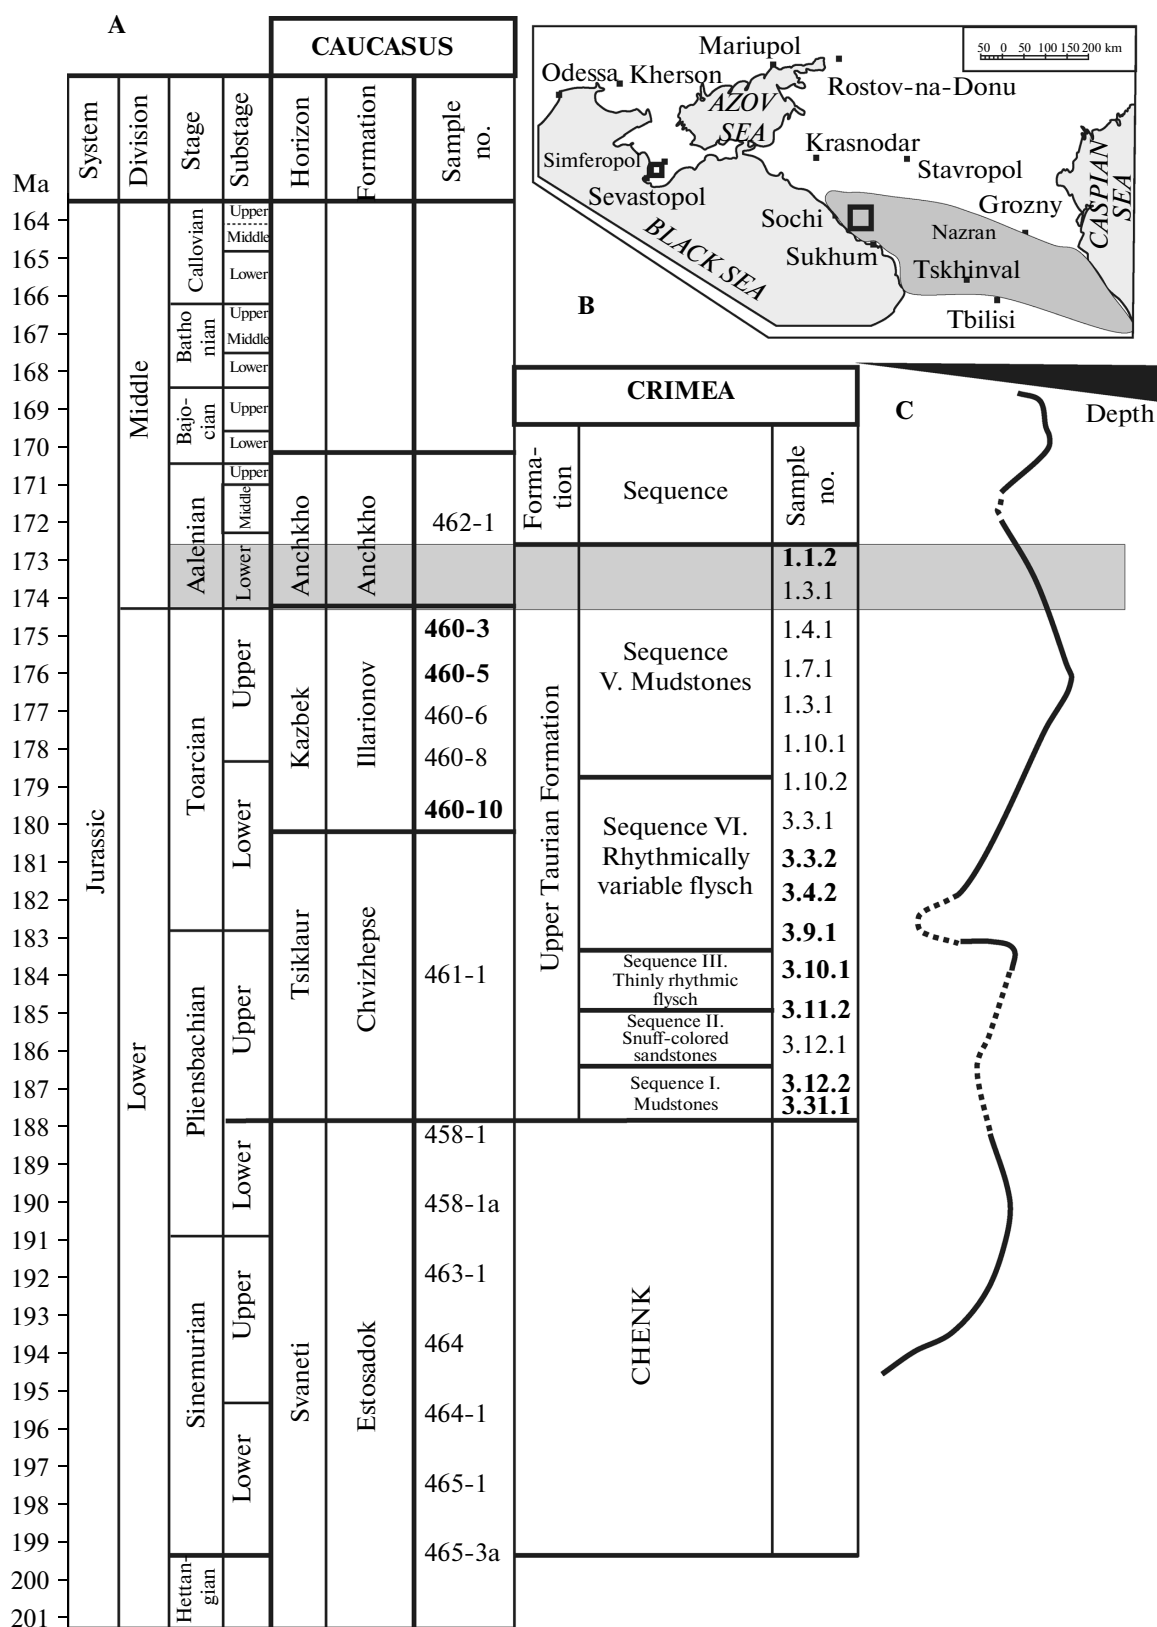 A
CAUCASUS
System
Division
Stage
Substage
Horizon
Formation
Sample
no.
Ma
164
165
166
167
168
169
170
171
172
173
174
175
176
177
178
179
180
181
182
183
184
185
186
187
188
189
190
191
192
193
194
195
196
197
198
199
200
201
Jurassic
Middle
Lower
Callovian
Batho
nian
Bajo-
cian
Aalenian
Toarcian
Pliensbachian
Sinemurian
Hettan-
gian
Upper
Middle
Lower
Upper
Middle
Lower
Upper
Lower
Upper
Middle
Lower
Upper
Lower
Upper
Lower
Upper
Lower
Anchkho
Kazbek
Tsiklaur
Svaneti
Anchkho
Illarionov
Chvizhepse
Estosadok
462-1
460-3
460-5
460-6
460-8
460-10
461-1
458-1
458-1a
463-1
464
464-1
465-1
465-3a
B
50 0 50 100 150 200 km
Mariupol
Odessa
Kherson
Rostov-na-Donu
AZOV
SEA
Krasnodar
Simferopol
Stavropol
Sevastopol
CASPIAN
SEA
Sochi
Grozny
Nazran
BLACK SEA
Sukhum
Tskhinval
Tbilisi
CRIMEA
Forma-
tion
Sequence
Sample
no.
Upper Taurian Formation
Sequence
V. Mudstones
Sequence VI.
Rhythmically
variable flysch
Sequence III.
Thinly rhythmic
flysch
Sequence II.
Snuff-colored
sandstones
Sequence I.
Mudstones
1.1.2
1.3.1
1.4.1
1.7.1
1.3.1
1.10.1
1.10.2
3.3.1
3.3.2
3.4.2
3.9.1
3.10.1
3.11.2
3.12.1
3.12.2
3.31.1
CHENK
C
Depth